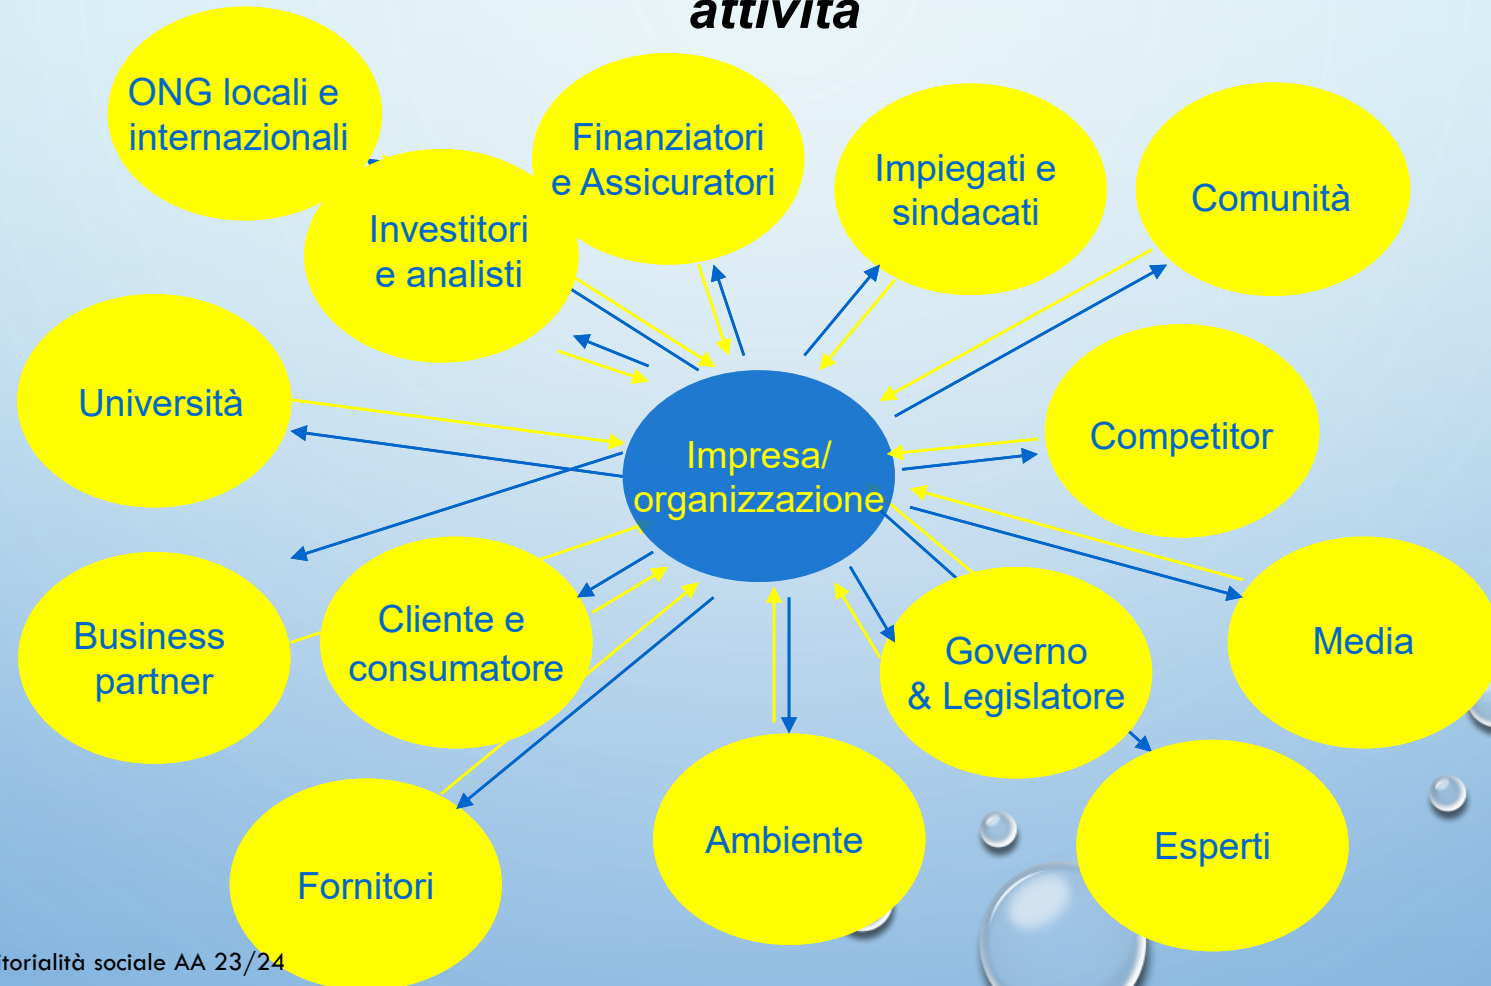 attività
ONG locali e
internazionali
Finanziatori
e Assicuratori
Impiegati e
sindacati
Comunità
Investitori
e analisti
Università
Competitor
Impresa/
organizzazione
Business
partner
Cliente e
consumatore
Governo
& Legislatore
Media
Ambiente
Esperti
Fornitori
sociale AA 23/24